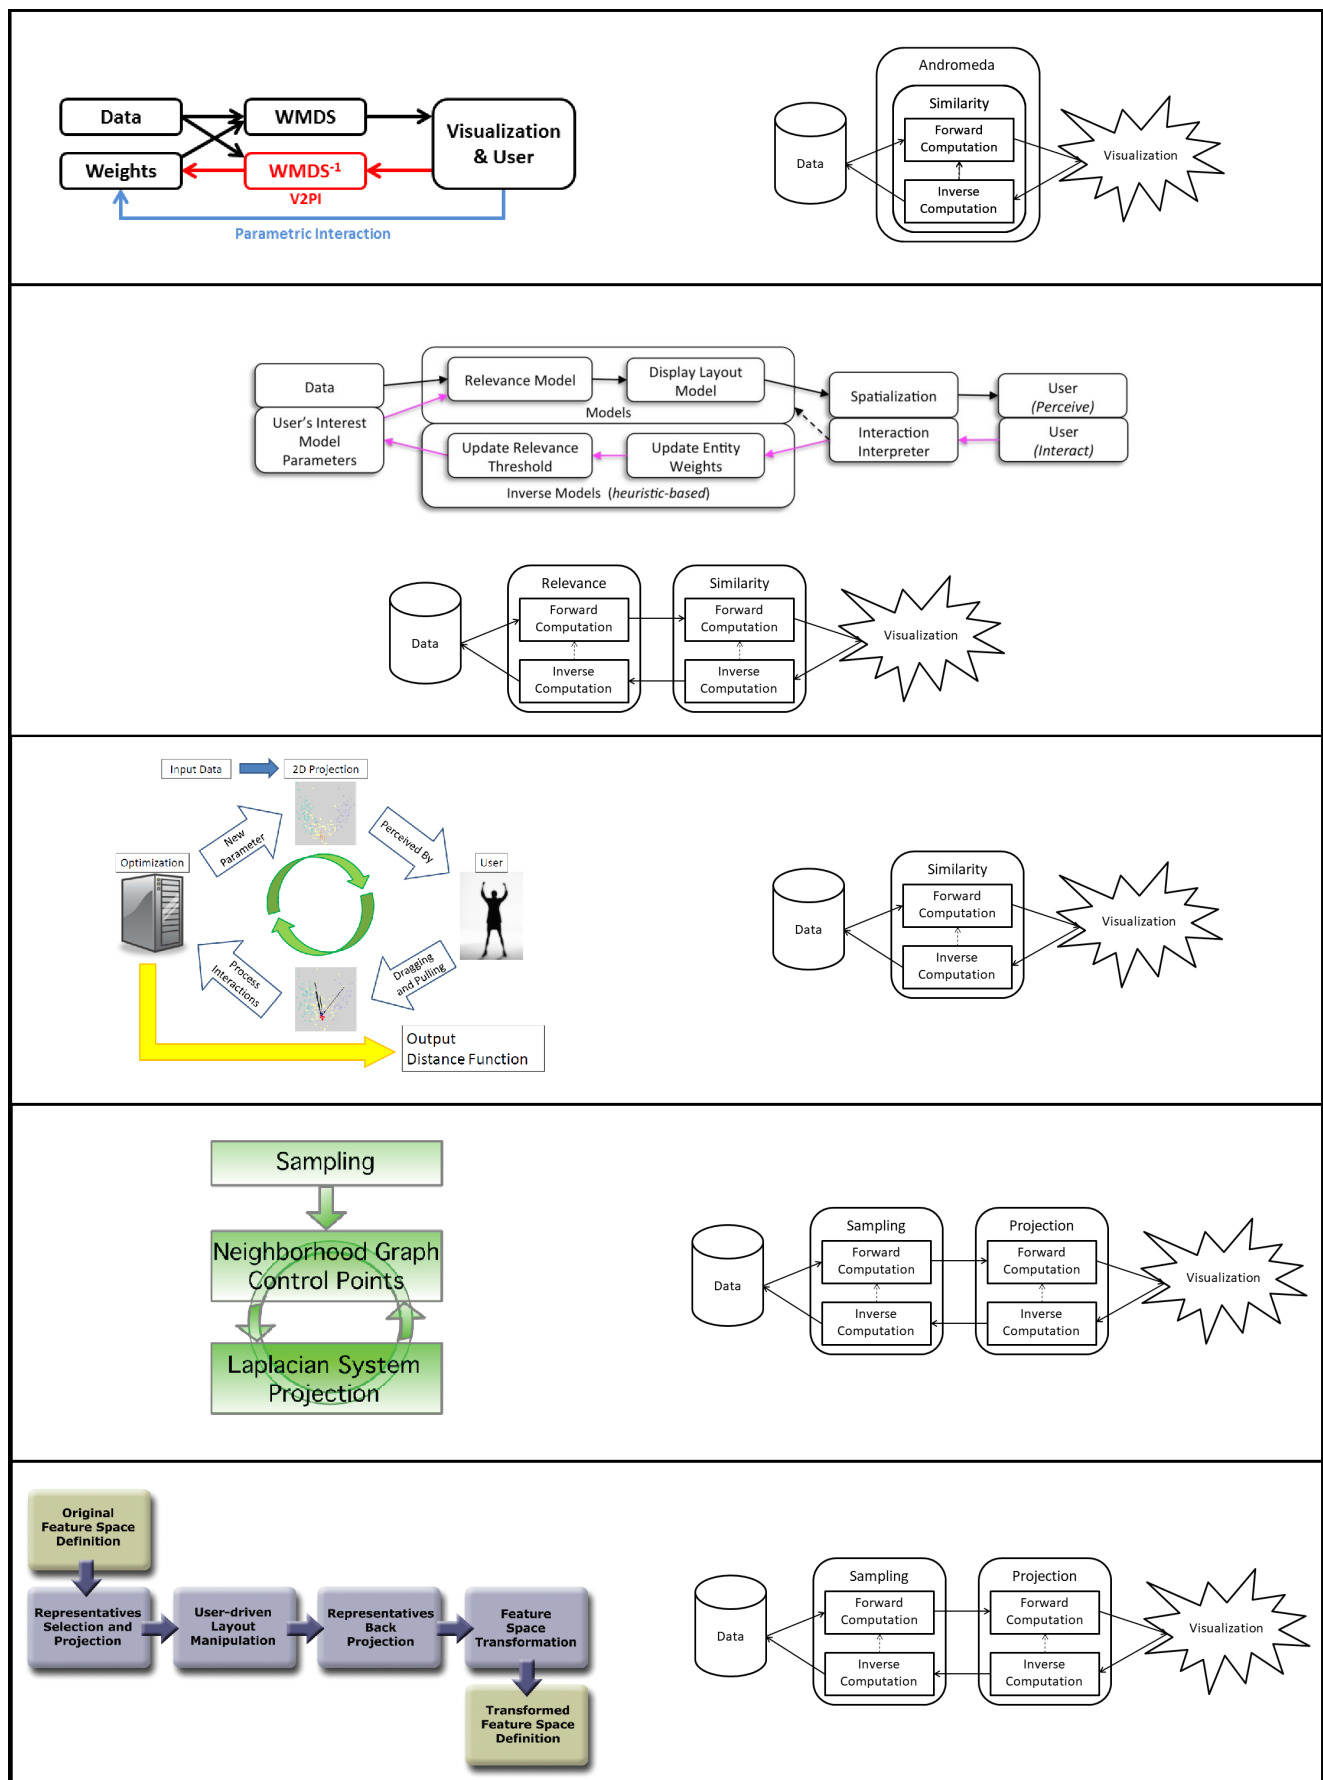 Data
WMDS
Visualization
& User
Weights
WMDS-1
V2PI
Parametric Interaction
Andromeda
Similarity
Data
Forward
Computation
Inverse
Computation
Visualization
Data
User's Interest
Model
Parameters
Relevance Model
Display Layout
Model
Models
Update Relevance
Threshold
Update Entity
Weights
Inverse Models (heuristic-based)
Spatialization
Interaction
Interpreter
User
(Perceive)
User
(Interact)
Data
Relevance
Forward
Computation
Inverse
Computation
Similarity
Forward
Computation
Inverse
Computation
Visualization
Input Data
2D Projection
New
Parameter
Perceived By
Optimization
User
Process
Interactions
Dragging
and Pulling
Output
Distance Function
Data
Similarity
Forward
Computation
Inverse
Computation
Visualization
Sampling
Neighborhood Graph
Control Points
Laplacian System
Projection
Data
Sampling
Forward
Computation
Inverse
Computation
Projection
Forward
Computation
Inverse
Computation
Visualization
Original
Feature Space
Definition
Representatives
Selection and
Projection
User-driven
Layout
Manipulation
Representatives
Back
Projection
Feature
Space
Transformation
Transformed
Feature Space
Definition
Data
Sampling
Forward
Computation
Inverse
Computation
Projection
Forward
Computation
Inverse
Computation
Visualization